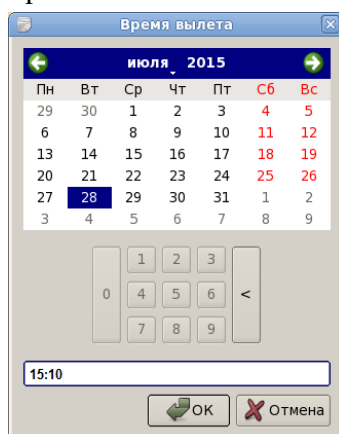 Время вылета
июля 2015
Пн Вт Ср Чт Пт Сб Вс
29 30 1 2 3 4 5
6 7 8 9 10 11 12
13 14 15 16 17 18 19
20 21 22 23 24 25 26
27 28 29 30 31 1 2
3 4 5 6 7 8 9
1 2 3
0 4 5 6 <
7 8 9
15:10
ОК Отмена